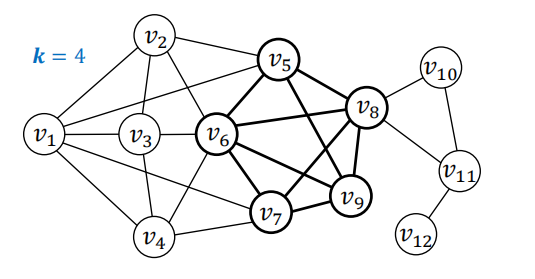 k = 4
v₂
v₅
v₁₀
v₈
v₁
v₃
v₆
v₁₁
v₉
v₇
v₄
v₁₂